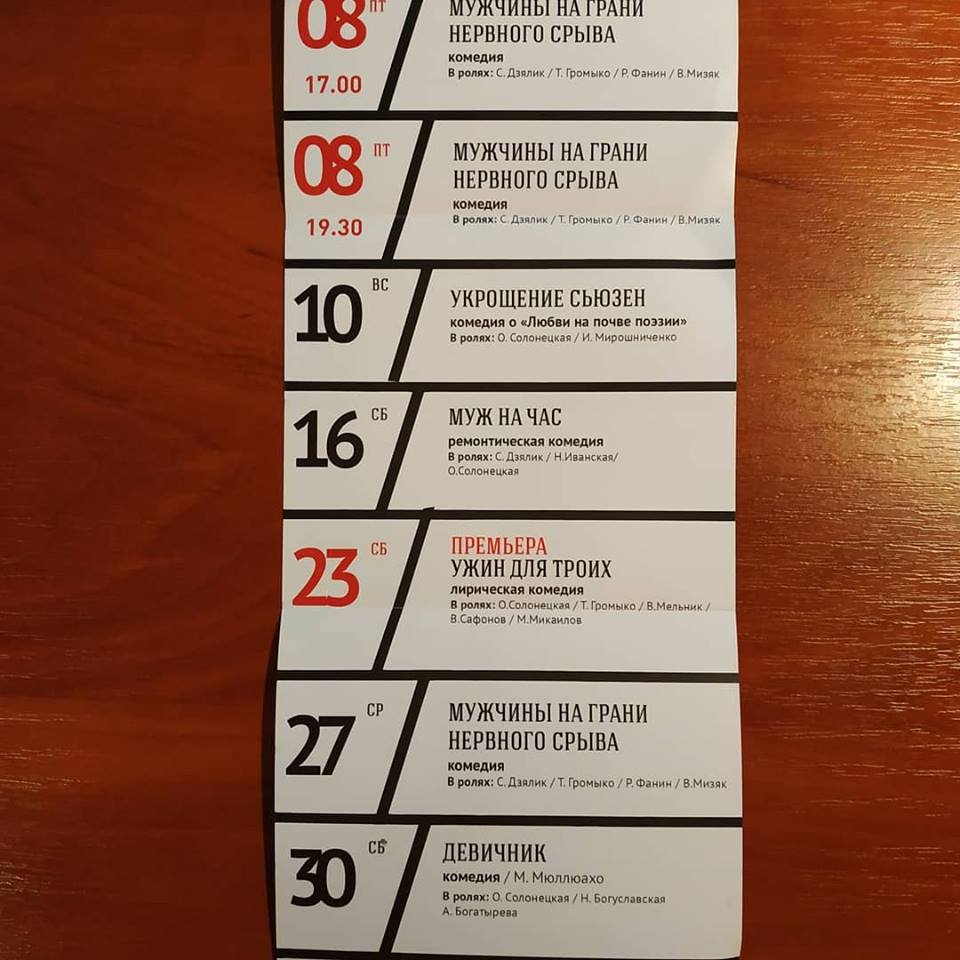 08 ПТ
17.00
МУЖЧИНЫ НА ГРАНИ
НЕРВНОГО СРЫВА
комедия
В ролях: С. Дзялик / Т. Громыко / Р. Фанин / В.Мизяк
08 ПТ
19.30
МУЖЧИНЫ НА ГРАНИ
НЕРВНОГО СРЫВА
комедия
В ролях: С. Дзялик / Т. Громыко / Р. Фанин / В.Мизяк
10 ВС
УКРОЩЕНИЕ СЬЮЗЕН
комедия о «Любви на почве поэзии»
В ролях: О. Солонецкая / И. Мирошниченко
16 СБ
МУЖ НА ЧАС
ремонтическая комедия
В ролях: С. Дзялик / Н.Иванская/
О.Солонецкая
23 СБ
ПРЕМЬЕРА
УЖИН ДЛЯ ТРОИХ
лирическая комедия
В ролях: О.Солонецкая / Т. Громыко / В.Мельник /
В.Сафонов / М.Микаилов
27 СР
МУЖЧИНЫ НА ГРАНИ
НЕРВНОГО СРЫВА
комедия
В ролях: С. Дзялик / Т. Громыко / Р. Фанин / В.Мизяк
30 СБ
ДЕВИЧНИК
комедия / М. Мюллюахо
В ролях: О. Солонецкая / Н. Богуславская
А. Богатырева